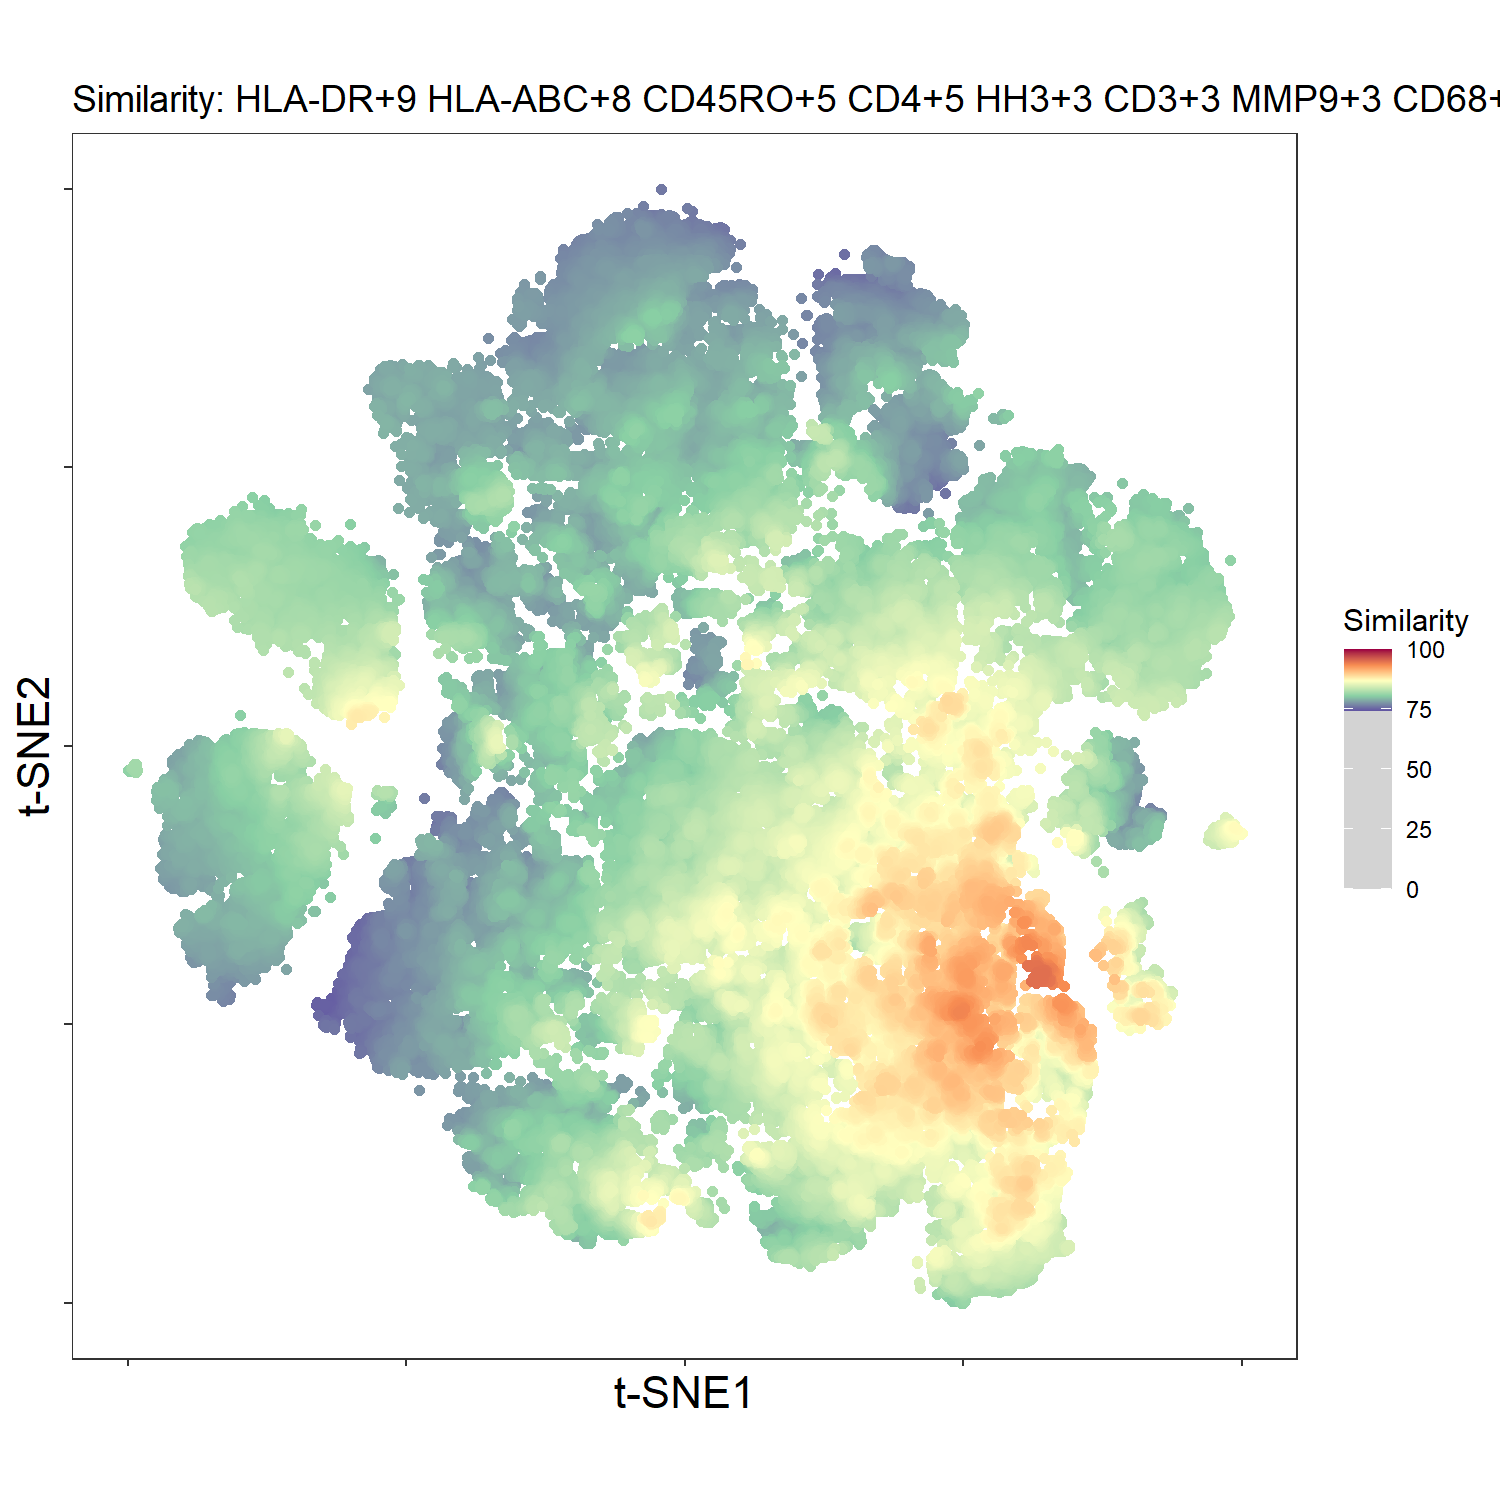 Similarity: HLA-DR+9 HLA-ABC+8 CD45RO+5 CD4+5 HH3+3 CD3+3 MMP9+3 CD68+
t-SNE2
Similarity
100
75
50
25
0
t-SNE1